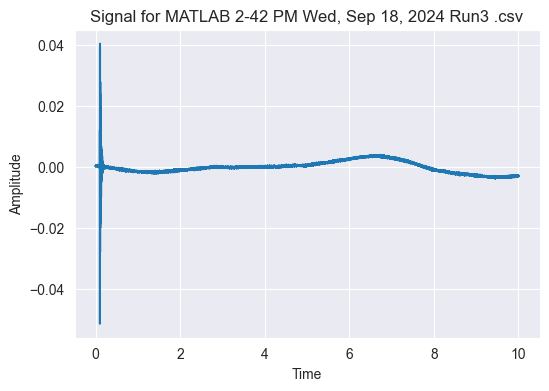 Signal for MATLAB 2-42 PM Wed, Sep 18, 2024 Run3 .csv
0.04
0.02
0.00
−0.02
−0.04
Amplitude
0 2 4 6 8 10
Time